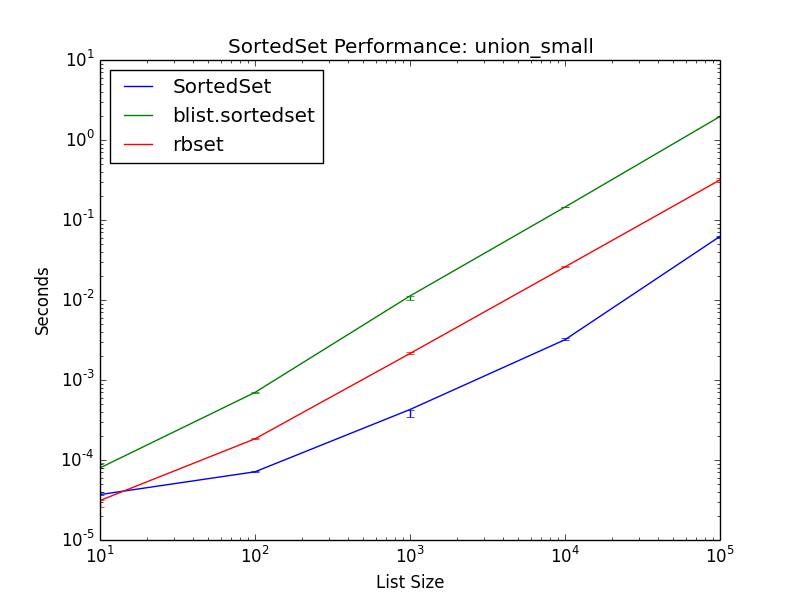 SortedSet Performance: union_small
SortedSet
blist.sortedset
rbset
10^1
10^0
10^-1
10^-2
10^-3
10^-4
10^-5
Seconds
10^1
10^2
10^3
10^4
10^5
List Size